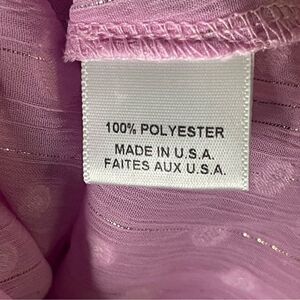 100% POLYESTER
MADE IN U.S.A.
FAITES AUX U.S.A.